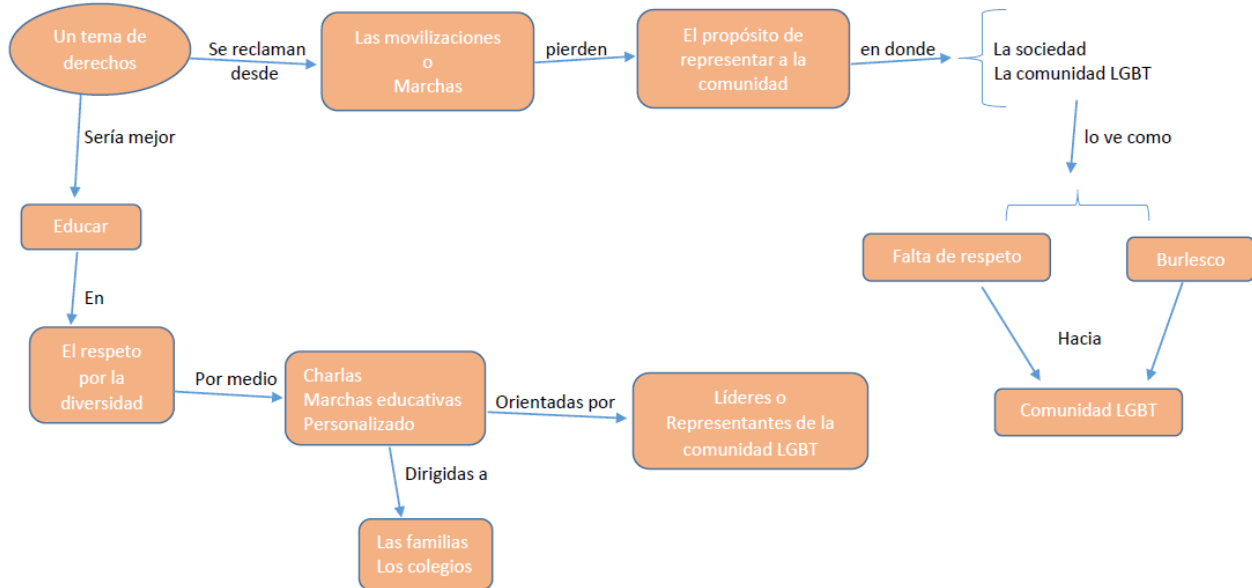 Un tema de
derechos
Se reclaman
desde
Las movilizaciones
o
Marchas
pierden
El propósito de
representar a la
comunidad
en donde
La sociedad
La comunidad LGBT
lo ve como
Falta de respeto
Burlesco
Hacia
Comunidad LGBT
Sería mejor
Educar
En
El respeto
por la
diversidad
Por medio
Charlas
Marchas educativas
Personalizado
Orientadas por
Líderes o
Representantes de la
comunidad LGBT
Dirigidas a
Las familias
Los colegios